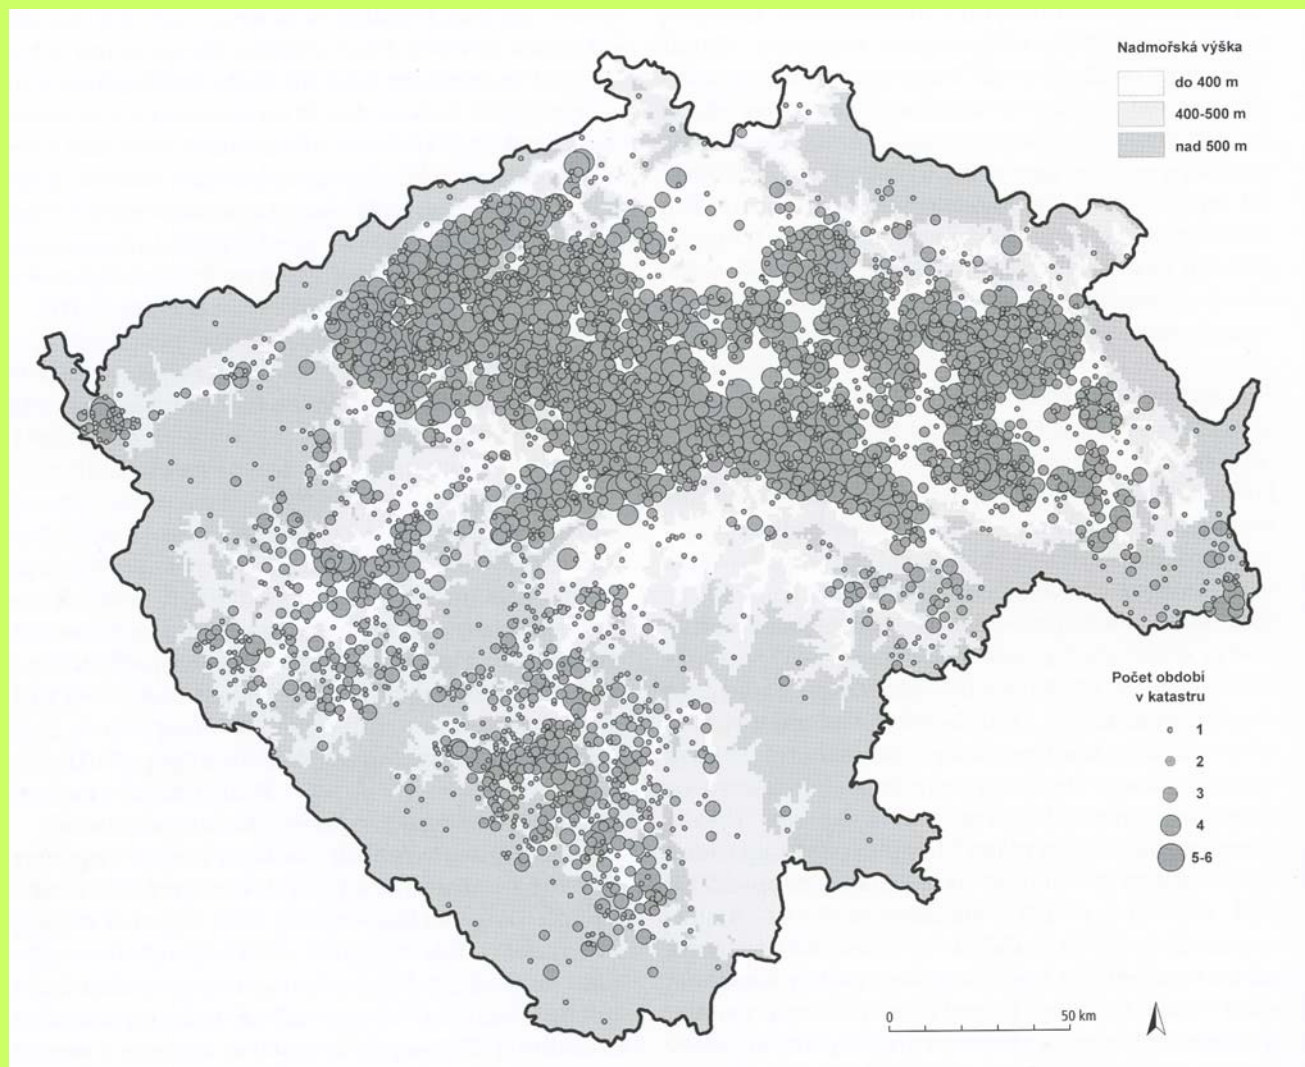 Nadmořská výška
do 400 m
400-500 m
nad 500 m
Počet období
v katastru
1
2
3
4
5-6
0
50 km